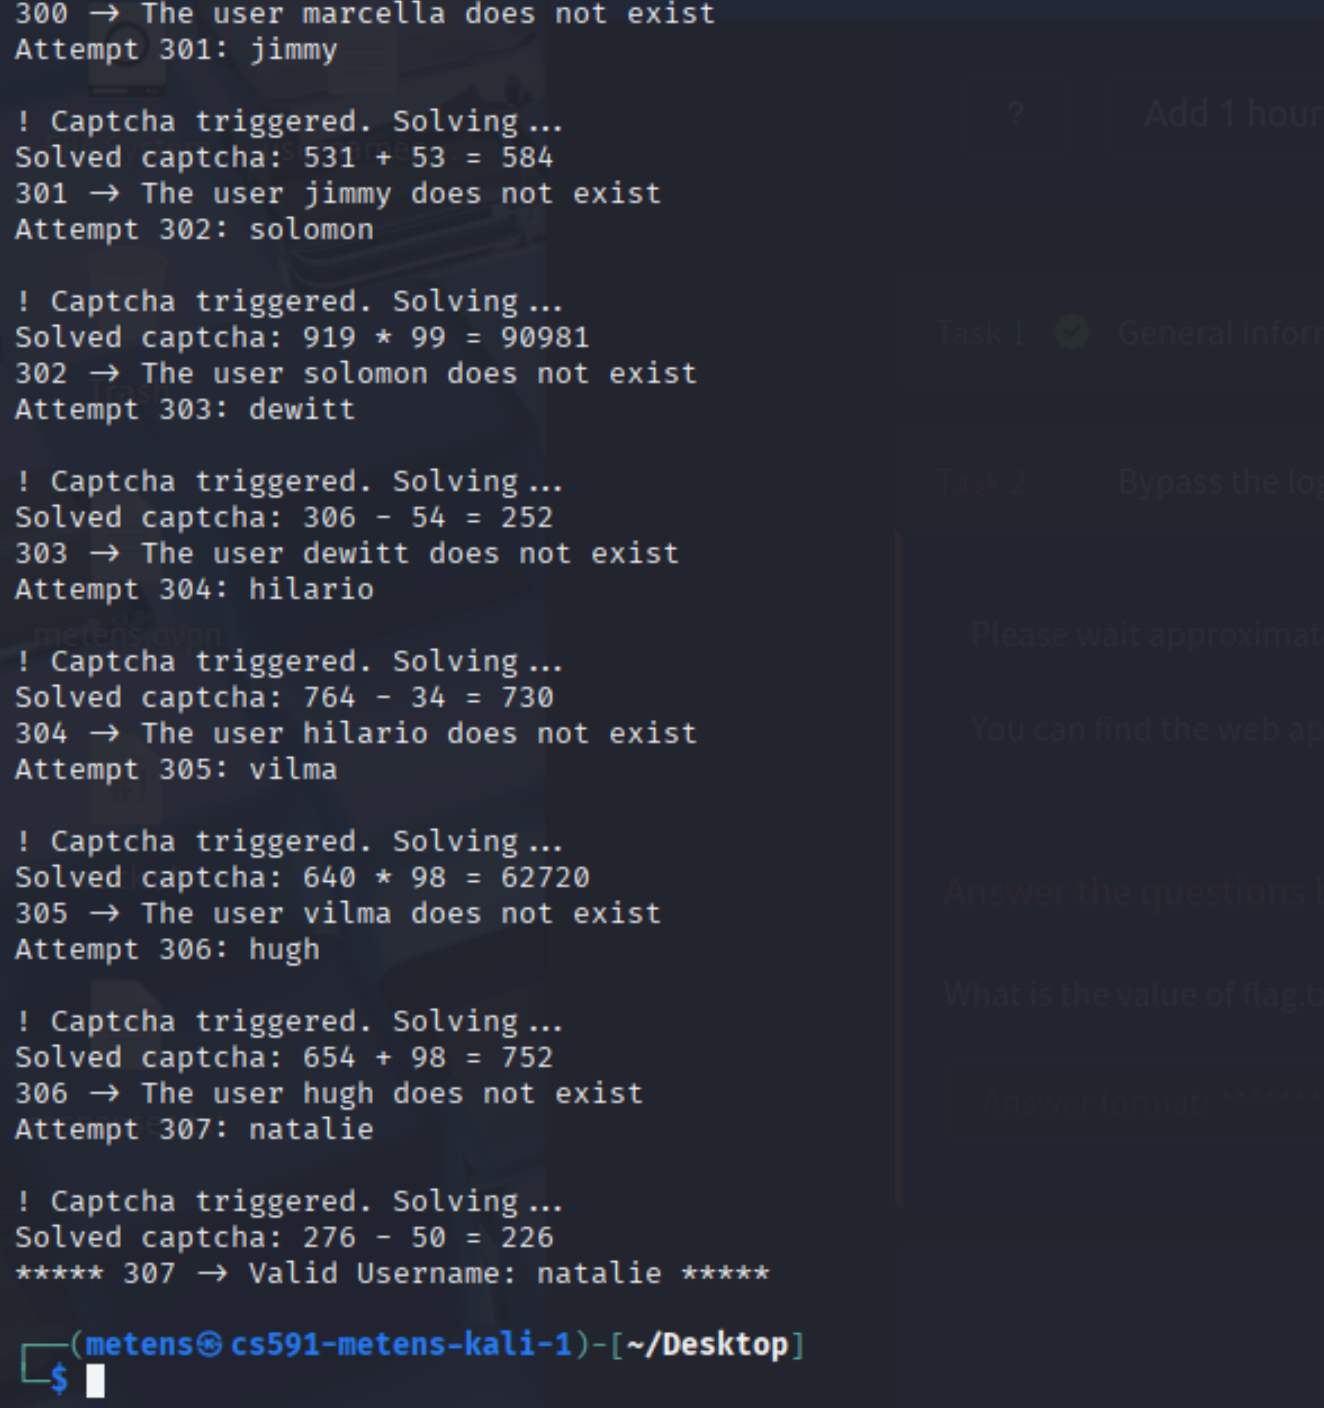 300 → The user marcella does not exist
Attempt 301: jimmy
! Captcha triggered. Solving...
Solved captcha: 531 + 53 = 584
301 → The user jimmy does not exist
Attempt 302: solomon
! Captcha triggered. Solving...
Solved captcha: 919 * 99 = 90981
302 → The user solomon does not exist
Attempt 303: dewitt
! Captcha triggered. Solving...
Solved captcha: 306 - 54 = 252
303 → The user dewitt does not exist
Attempt 304: hilario
! Captcha triggered. Solving...
Solved captcha: 764 - 34 = 730
304 → The user hilario does not exist
Attempt 305: vilma
! Captcha triggered. Solving...
Solved captcha: 640 * 98 = 62720
305 → The user vilma does not exist
Attempt 306: hugh
! Captcha triggered. Solving...
Solved captcha: 654 + 98 = 752
306 → The user hugh does not exist
Attempt 307: natalie
! Captcha triggered. Solving...
Solved captcha: 276 - 50 = 226
***** 307 → Valid Username: natalie *****
┌──(metens㉿cs591-metens-kali-1)-[~/Desktop]
└─$
? Add 1 hour
Task 1 General infor
Task 2 Bypass the log
Please wait approximat
You can find the web ap
Answer the questions
What is the value of flag.t
Answer format: *******
Trash
metens.ovpn